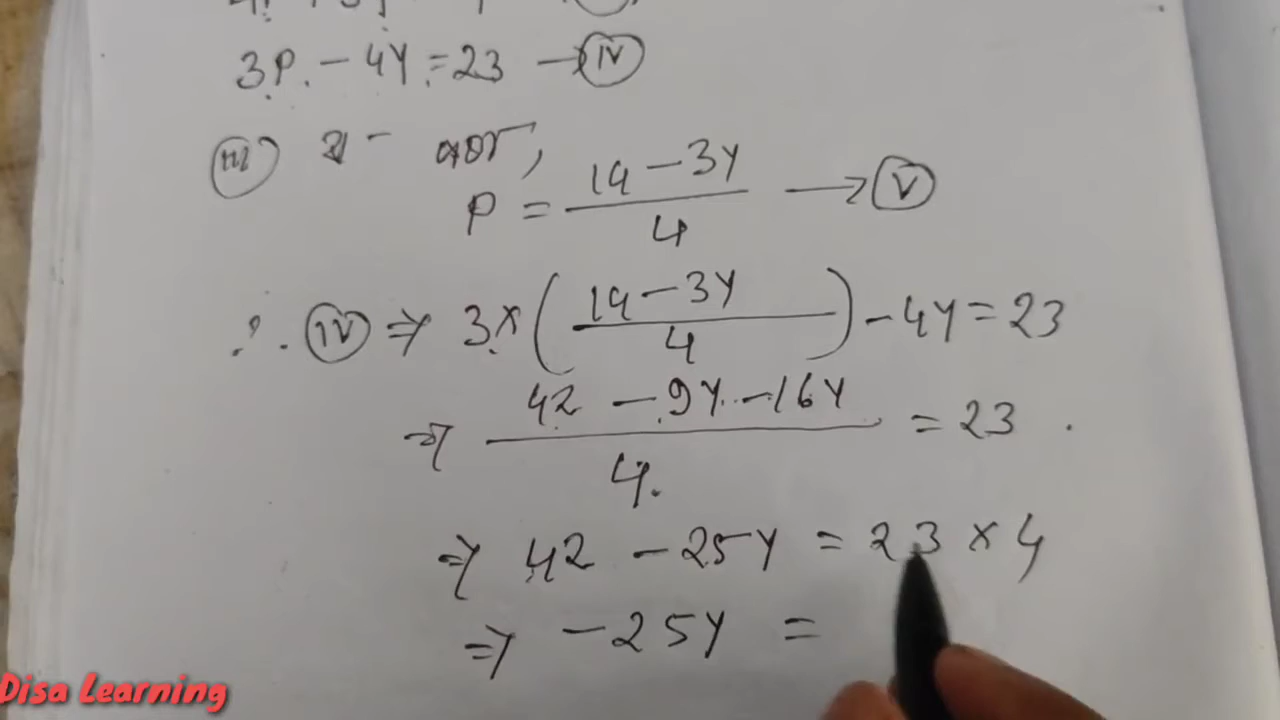 3P - 4Y = 23 → (IV)
(III) ⇒
P = 14 - 3Y / 4 → (V)
∴ (IV) ⇒ 3 × (14 - 3Y / 4) - 4Y = 23
⇒ 42 - 9Y - 16Y / 4 = 23
⇒ 42 - 25Y = 23 × 4
⇒ - 25Y =
Disa Learning